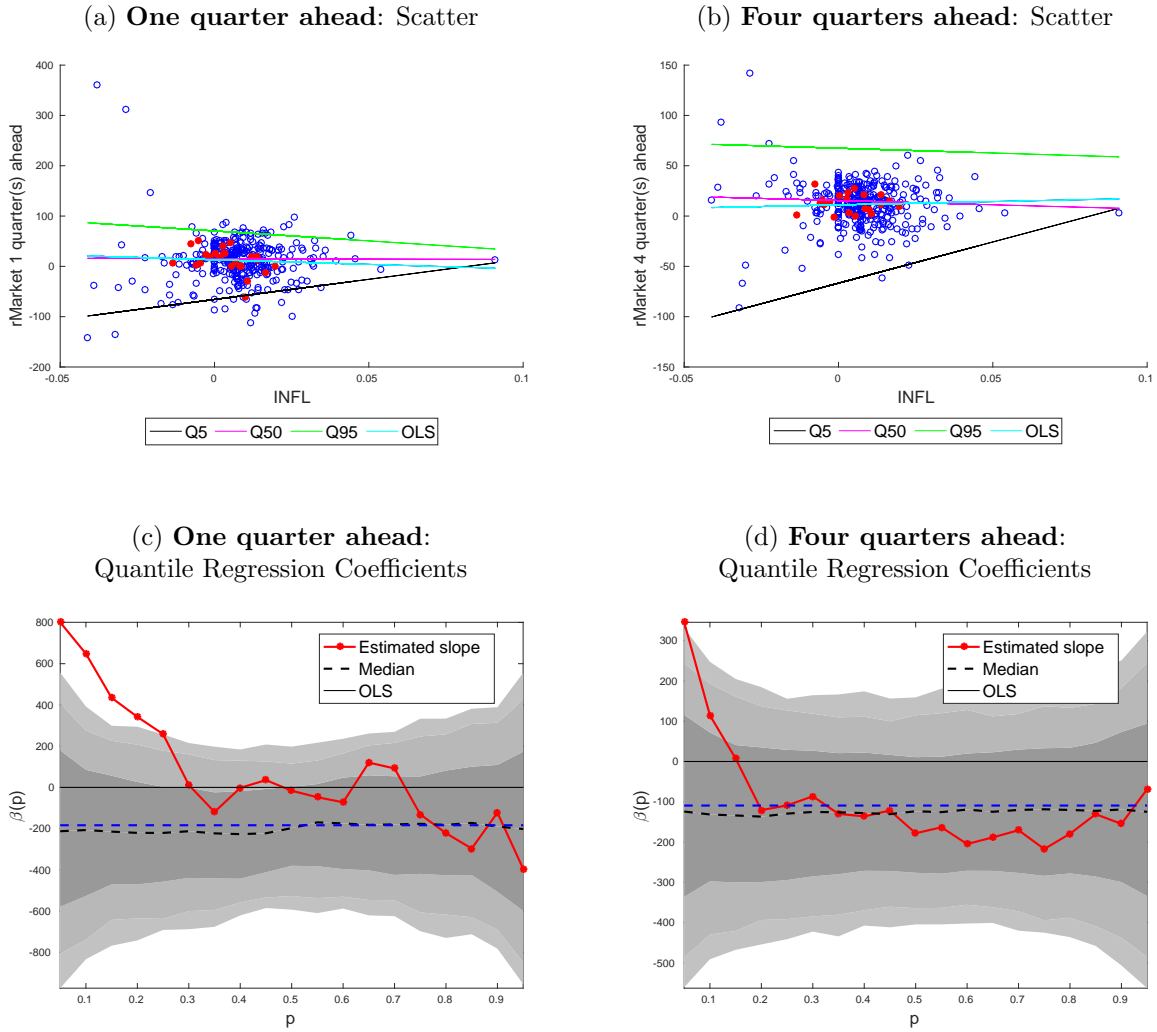 (a) One quarter ahead: Scatter
400
300
200
100
0
-100
-200
-0.05
0
0.05
0.1
rMarket 1 quarter(s) ahead
INFL
Q5 Q50 Q95 OLS
(b) Four quarters ahead: Scatter
150
100
50
0
-50
-100
-150
-0.05
0
0.05
0.1
rMarket 4 quarter(s) ahead
INFL
Q5 Q50 Q95 OLS
(c) One quarter ahead:
Quantile Regression Coefficients
800
600
400
200
0
-200
-400
-600
-800
0.1 0.2 0.3 0.4 0.5 0.6 0.7 0.8 0.9
β(p)
p
Estimated slope
Median
OLS
(d) Four quarters ahead:
Quantile Regression Coefficients
300
200
100
0
-100
-200
-300
-400
-500
0.1 0.2 0.3 0.4 0.5 0.6 0.7 0.8 0.9
β(p)
p
Estimated slope
Median
OLS